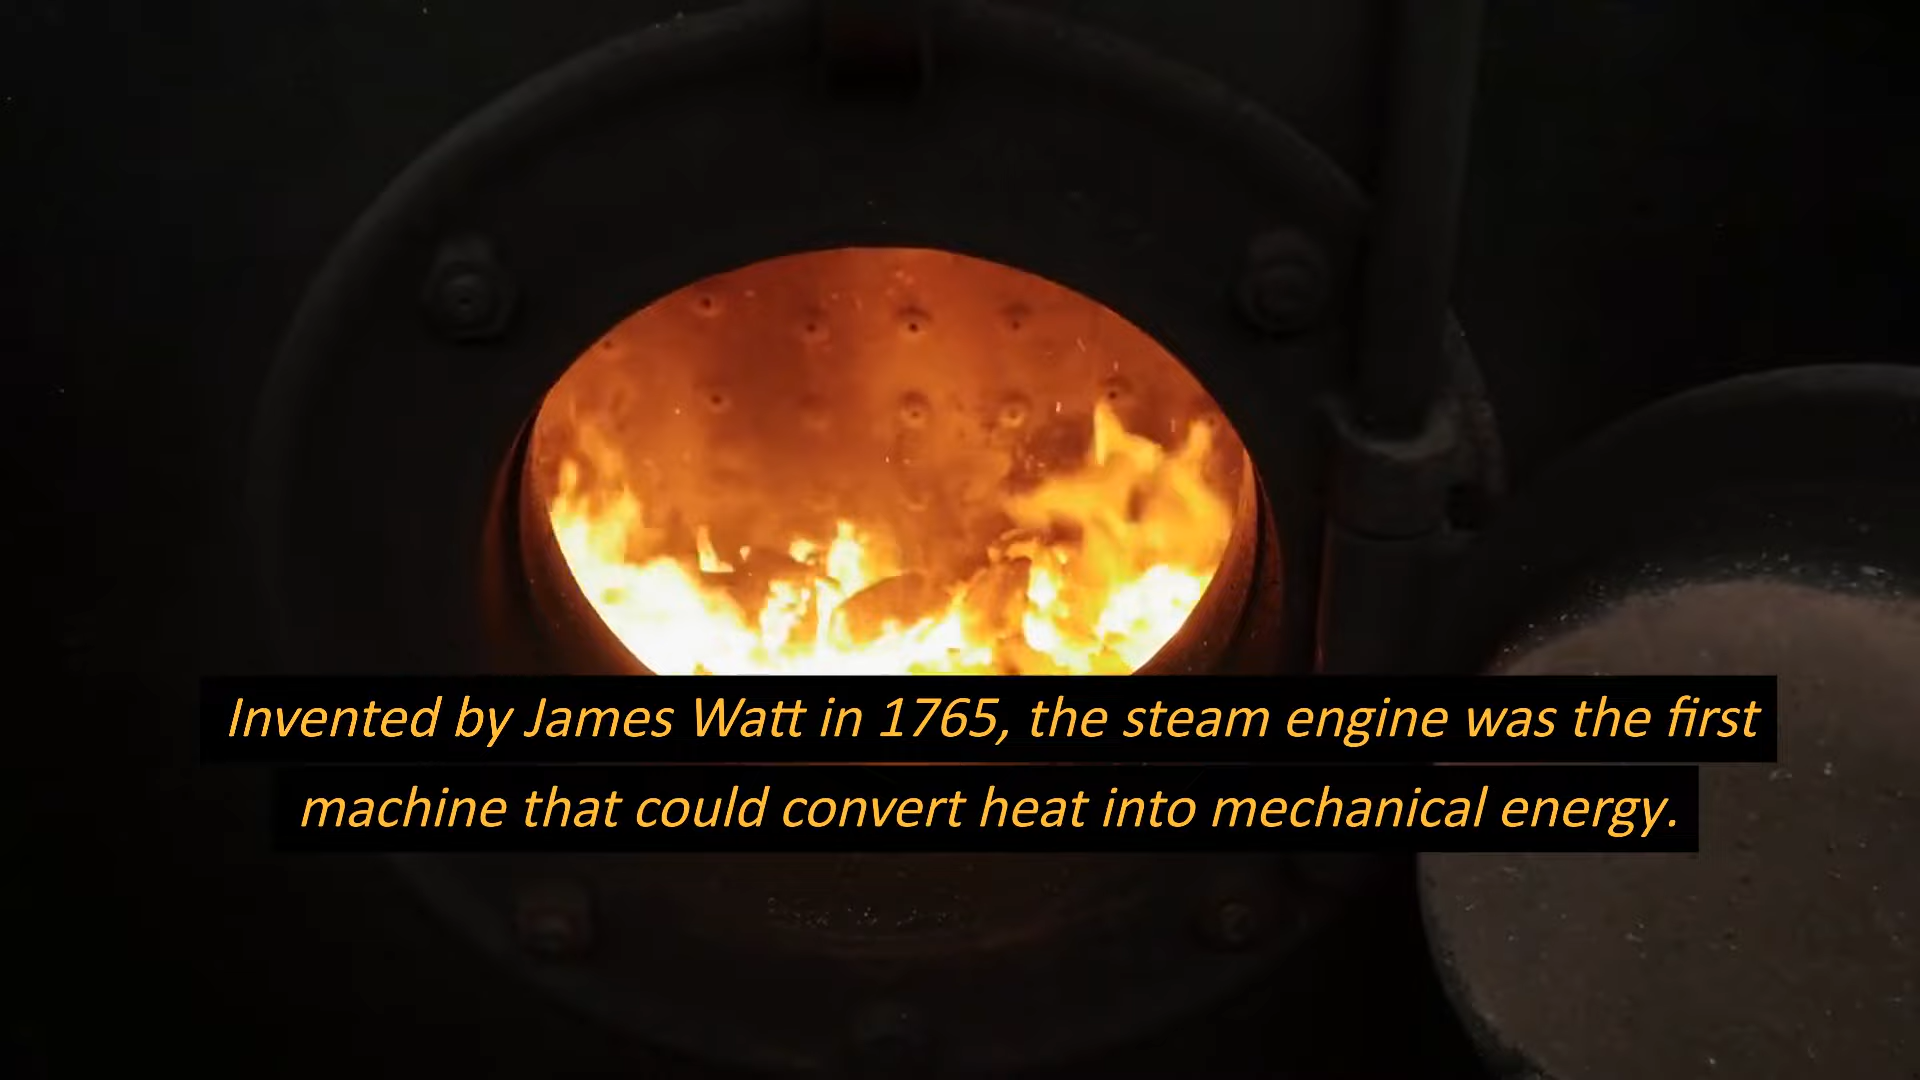 Invented by James Watt in 1765, the steam engine was the first
machine that could convert heat into mechanical energy.